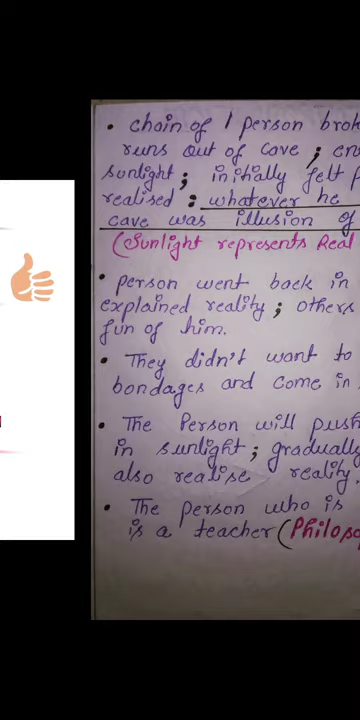 • Chain of 1 person brok
runs out of cave ; en
sunlight ; initially felt p
realised : whatever he
cave was illusion of
(Sunlight represents Real
• Person went back in
explained reality ; others
fun of him.
• They didn't want to
bondages and come in
• The Person will push
in sunlight ; gradually
also realise reality.
• The person who is
is a teacher (Philosop